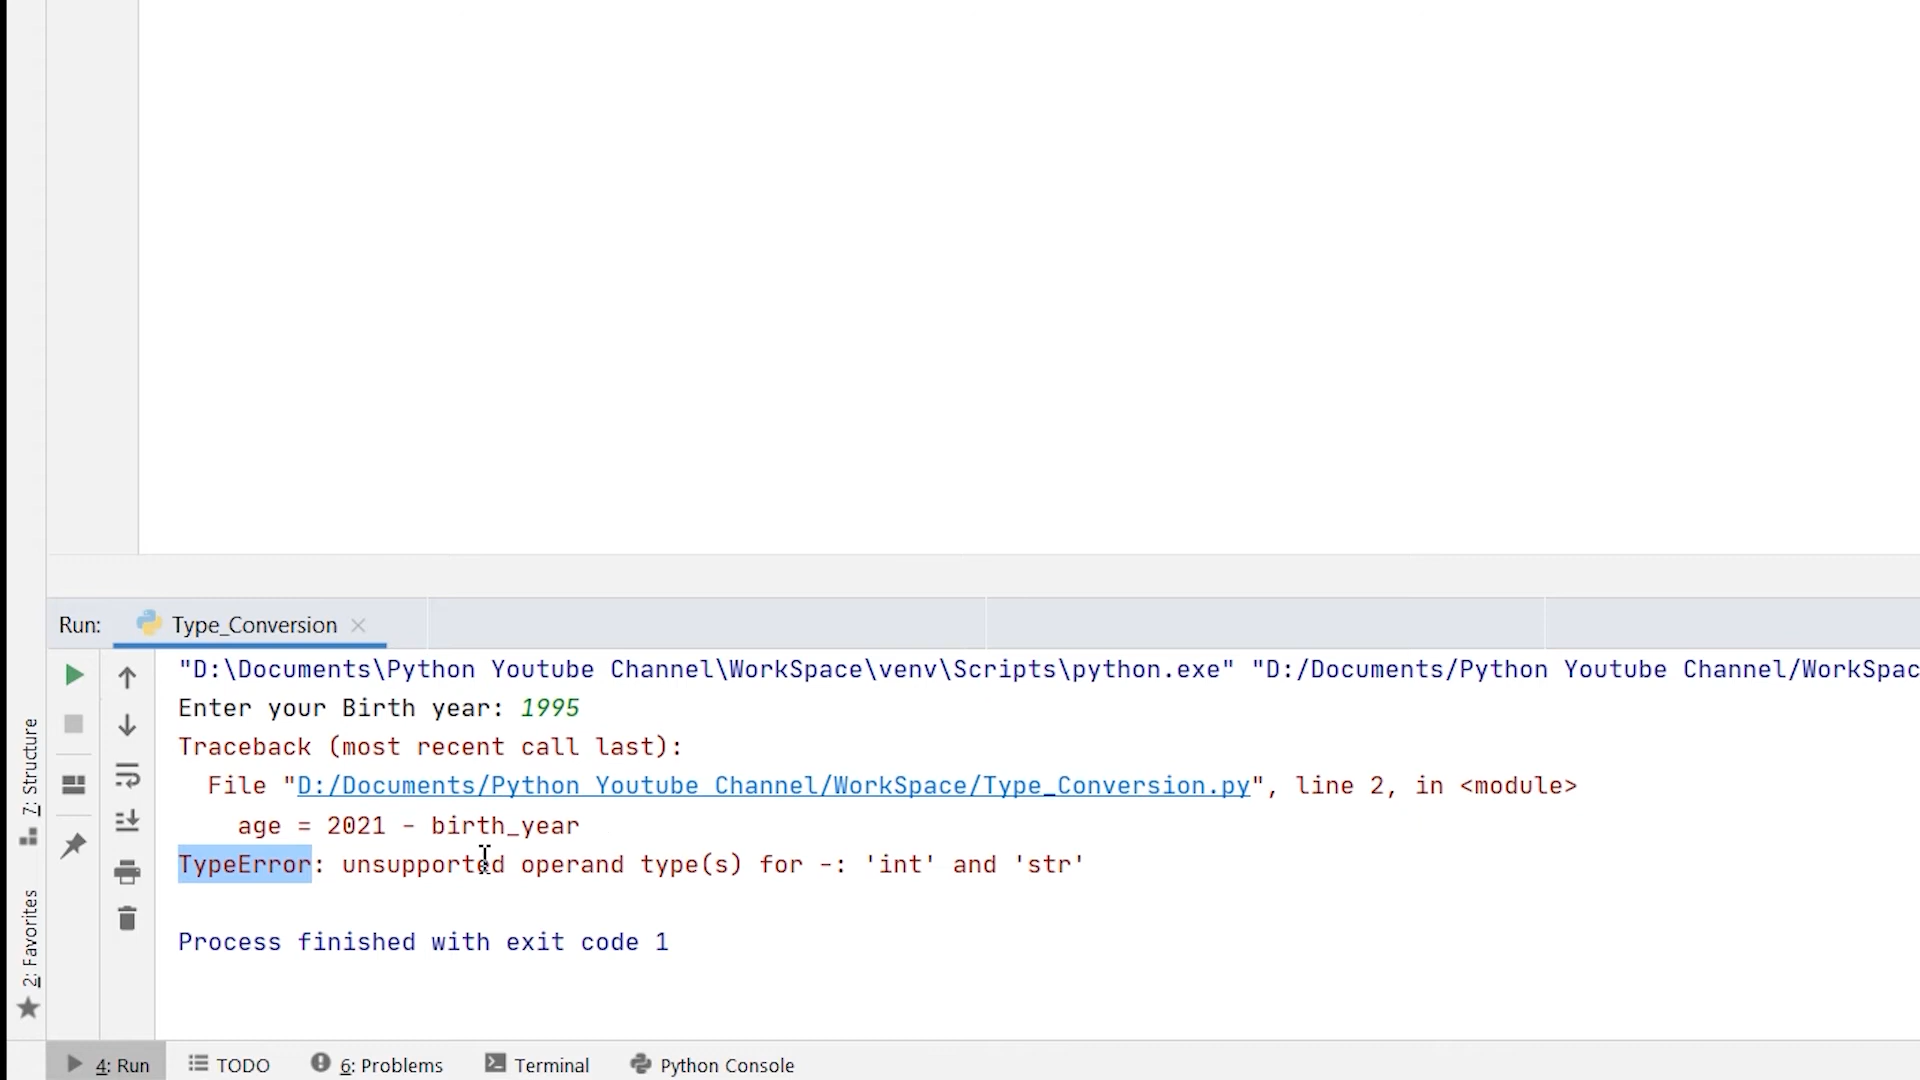 Run: Type_Conversion
"D:\Documents\Python Youtube Channel\WorkSpace\venv\Scripts\python.exe" "D:/Documents/Python Youtube Channel/WorkSpac
Enter your Birth year: 1995
Traceback (most recent call last):
  File "D:/Documents/Python Youtube Channel/WorkSpace/Type_Conversion.py", line 2, in <module>
    age = 2021 - birth_year
TypeError: unsupported operand type(s) for -: 'int' and 'str'
Process finished with exit code 1
7: Structure
2: Favorites
4: Run TODO 6: Problems Terminal Python Console